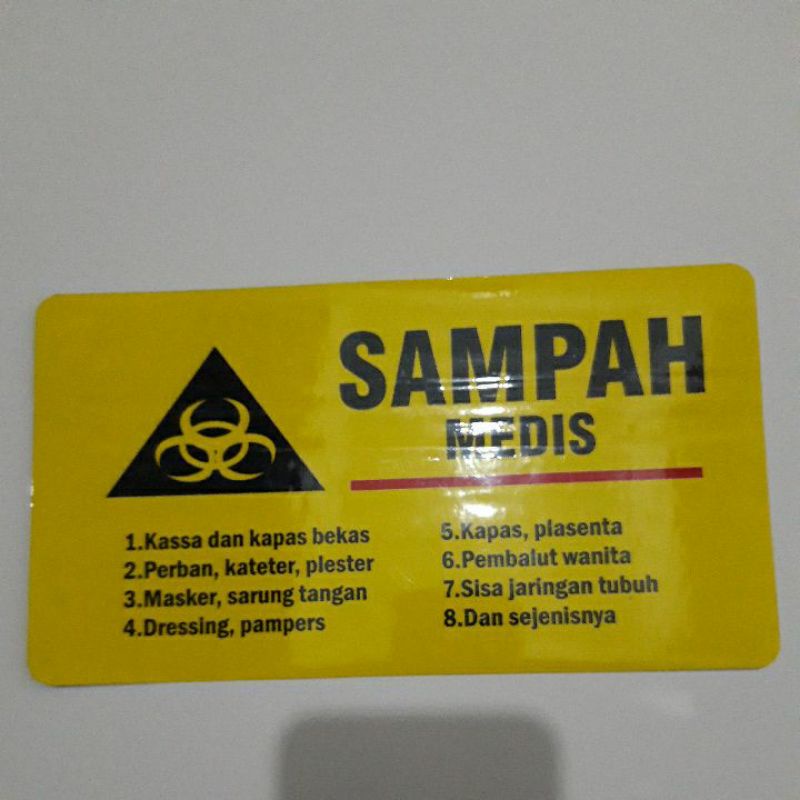 SAMPAH
MEDIS
1.Kassa dan kapas bekas
2.Perban, kateter, plester
3.Masker, sarung tangan
4.Dressing, pampers
5.Kapas, plasenta
6.Pembalut wanita
7.Sisa jaringan tubuh
8.Dan sejenisnya